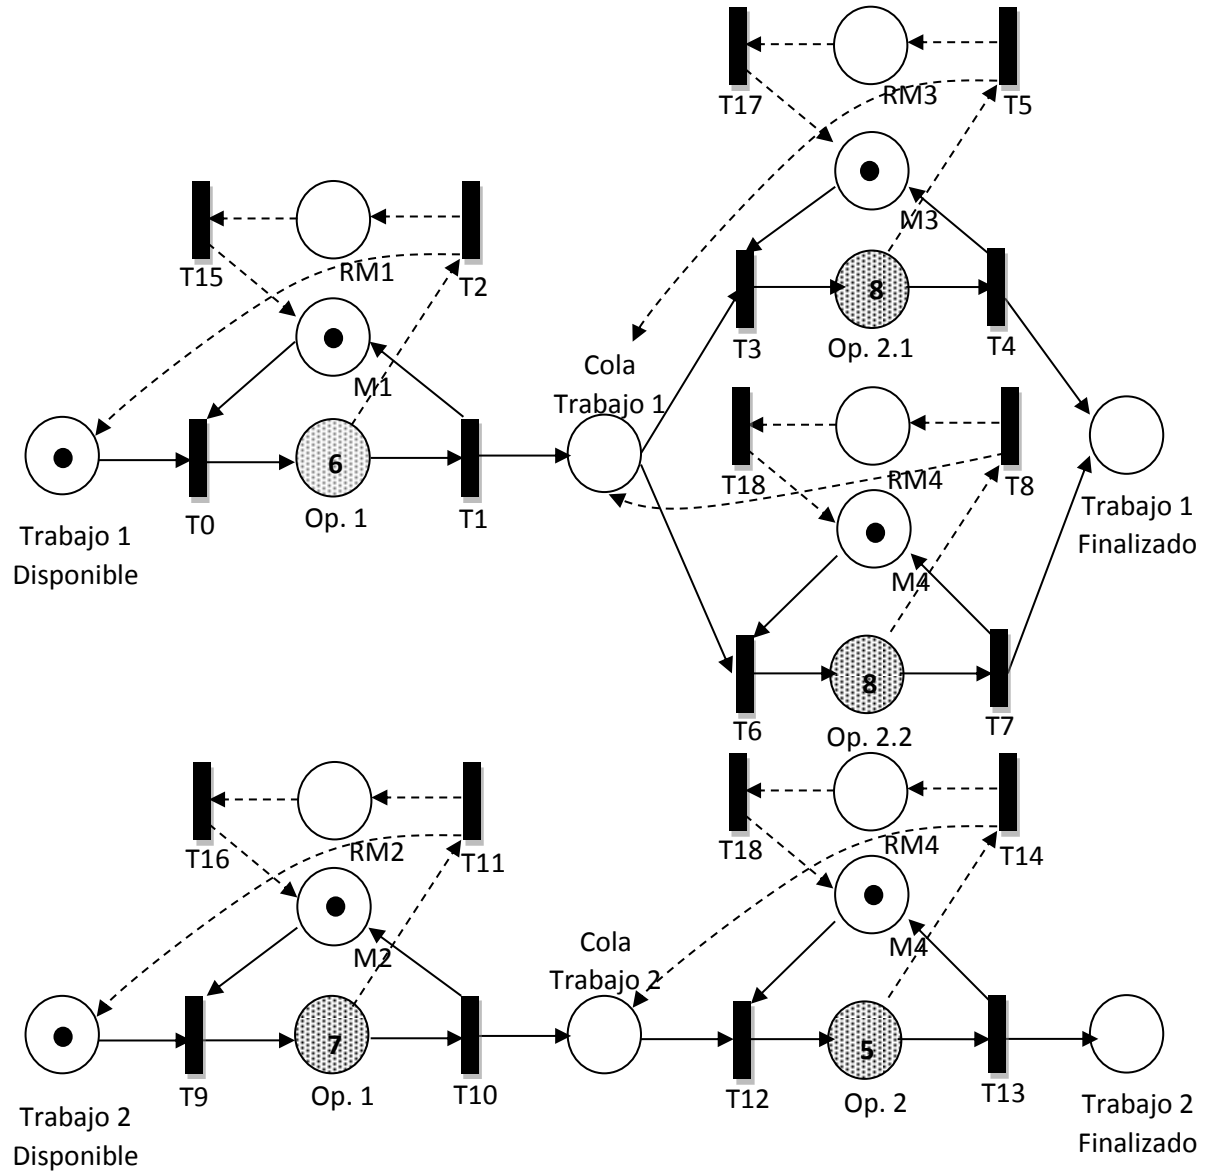 RM3
T17
T5
M3
8
T3
Op. 2.1
T4
T15
RM1
T2
M1
6
T0
Op. 1
T1
Trabajo 1
Disponible
Cola
Trabajo 1
T18
RM4
T8
M4
8
T6
Op. 2.2
T7
Trabajo 1
Finalizado
T16
RM2
T11
M2
7
T9
Op. 1
T10
Trabajo 2
Disponible
Cola
Trabajo 2
T18
RM4
T14
M4
5
T12
Op. 2
T13
Trabajo 2
Finalizado